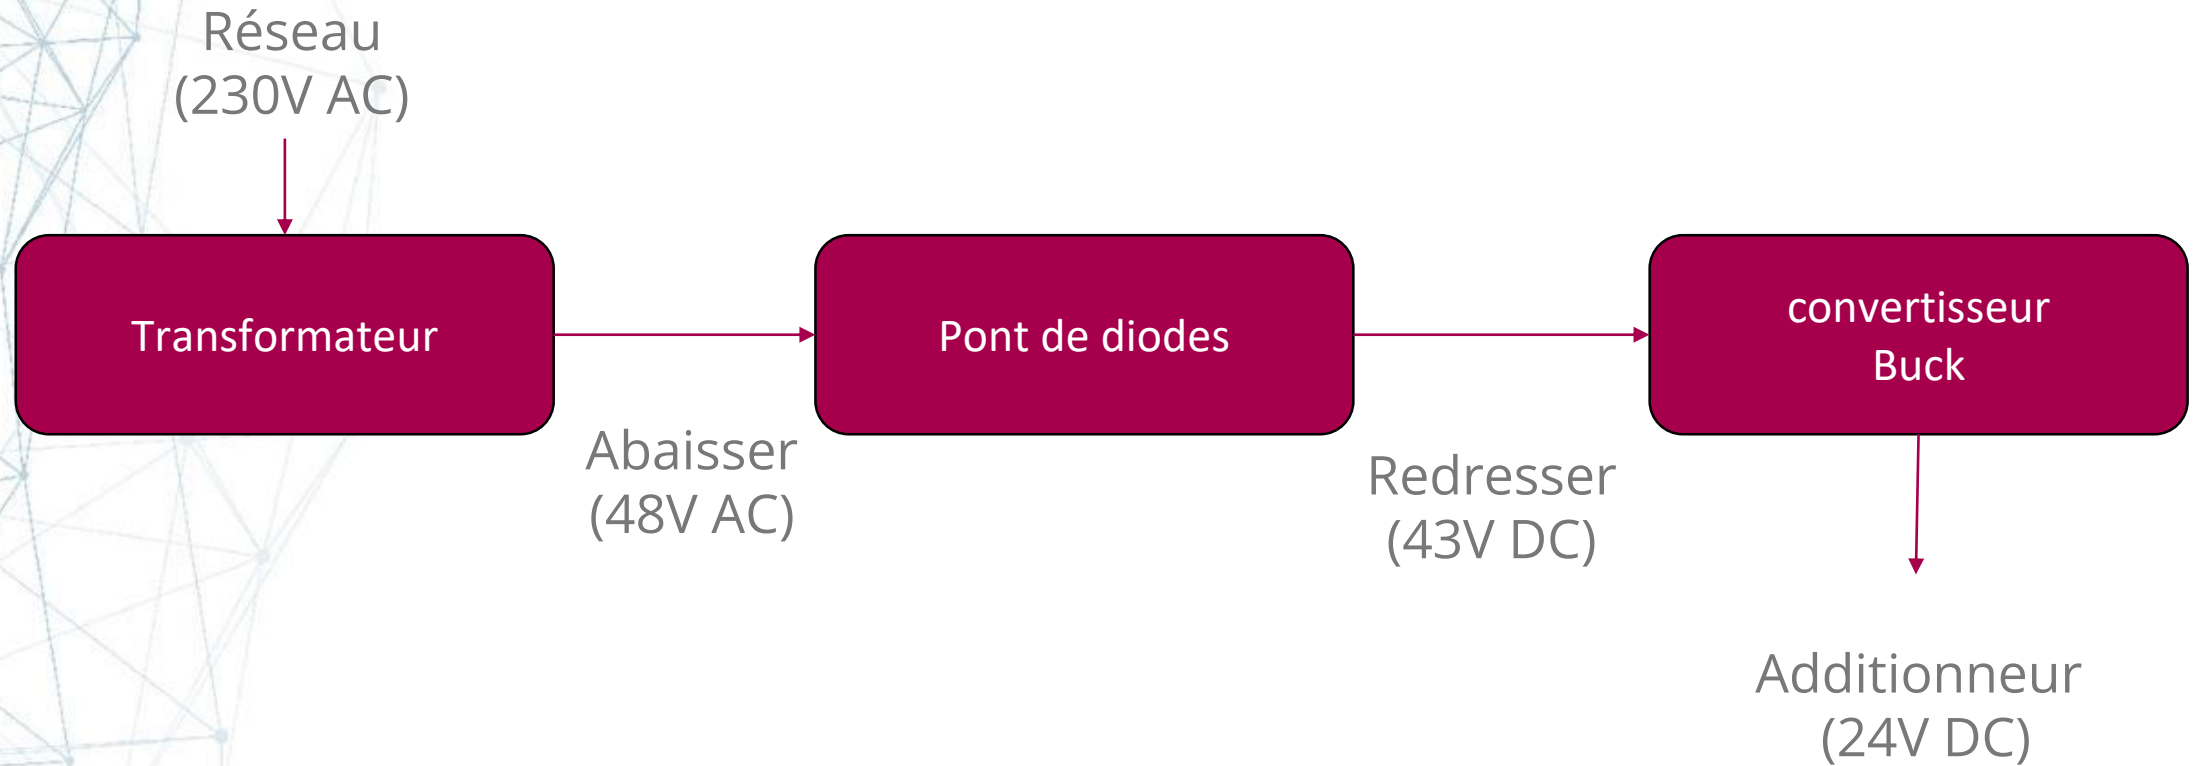 Réseau
(230V AC)
Transformateur
Abaisser
(48V AC)
Pont de diodes
Redresser
(43V DC)
convertisseur
Buck
Additionneur
(24V DC)